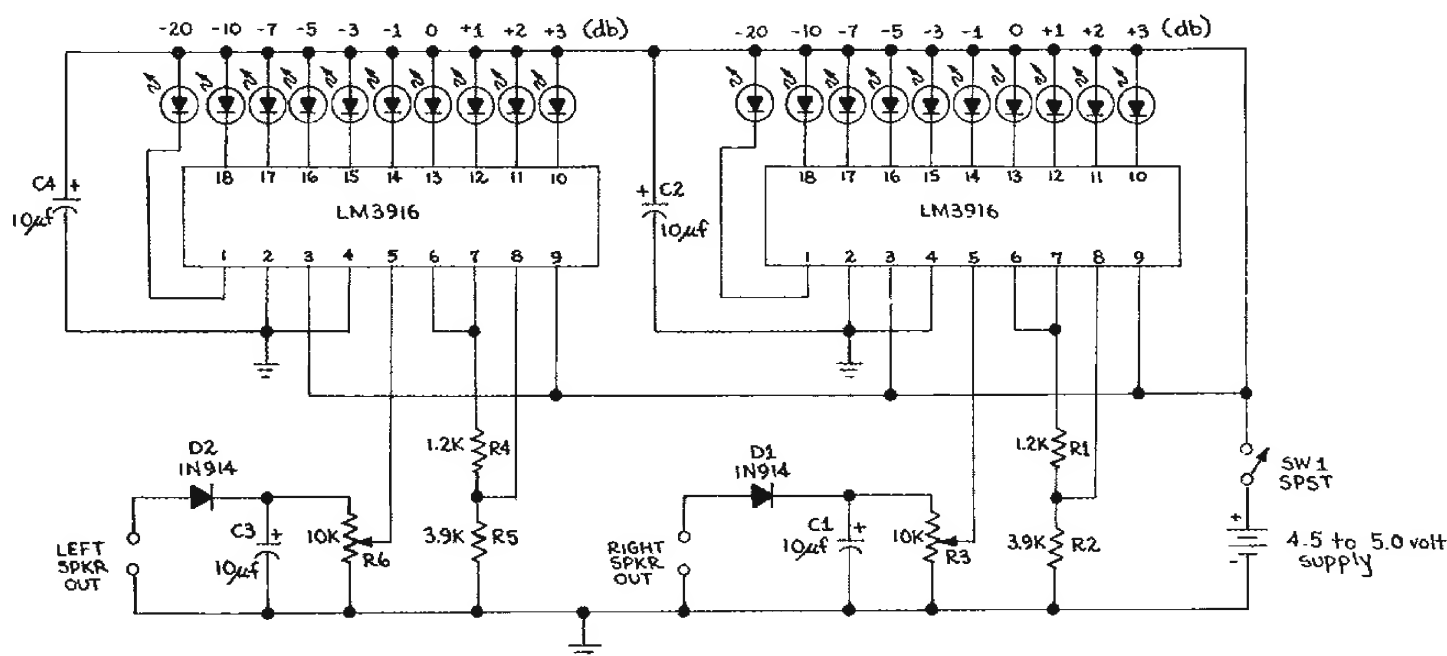 -20 -10 -7 -5 -3 -1 0 +1 +2 +3 (db)
-20 -10 -7 -5 -3 -1 0 +1 +2 +3 (db)
18 17 16 15 14 13 12 11 10
LM3916
1 2 3 4 5 6 7 8 9
18 17 16 15 14 13 12 11 10
LM3916
1 2 3 4 5 6 7 8 9
C4 +
10µf
+ C2
10µf
D2
1N914
1.2K R4
D1
1N914
1.2K R1
SW1
SPST
LEFT
SPKR
OUT
C3 +
10µf
10K
R6
3.9K R5
RIGHT
SPKR
OUT
C1 +
10µf
10K
R3
3.9K R2
+
-
4.5 to 5.0 volt
supply